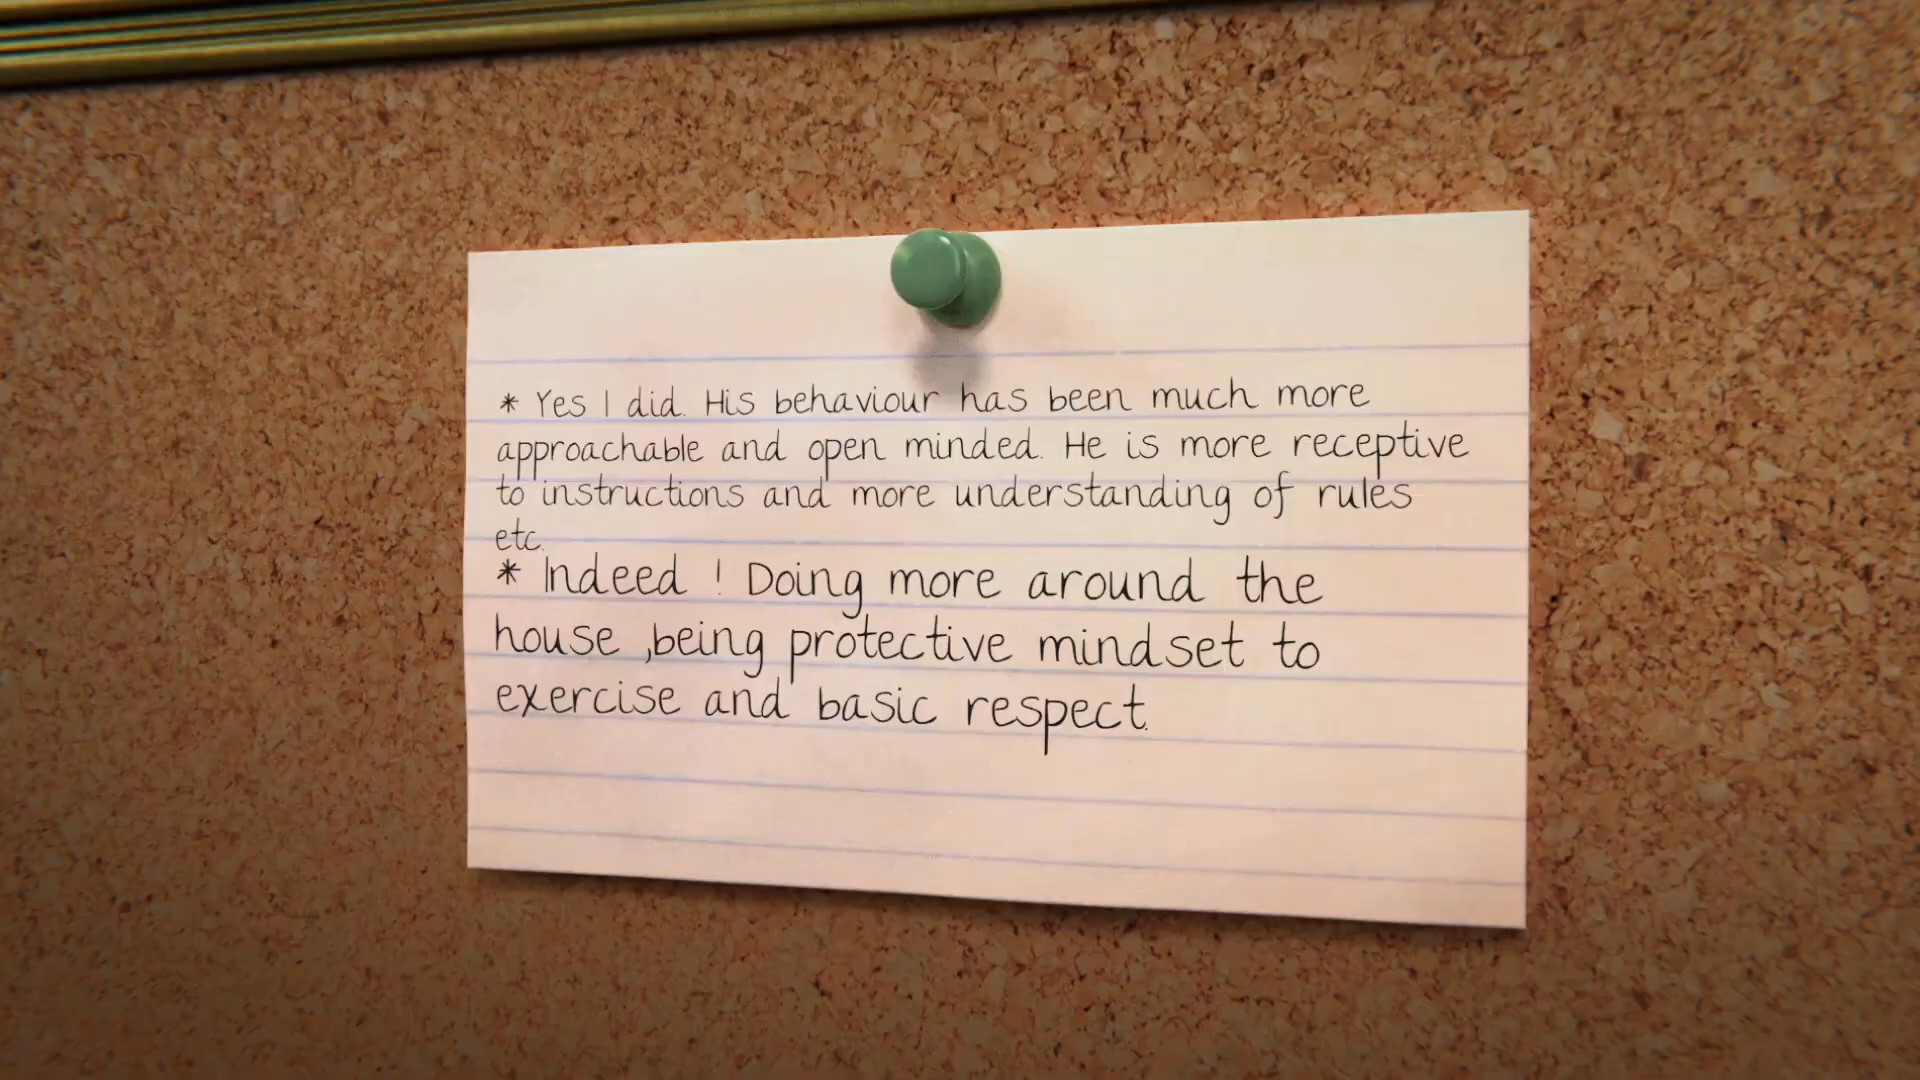 * Yes I did. His behaviour has been much more
approachable and open minded. He is more receptive
to instructions and more understanding of rules
etc.
* Indeed ! Doing more around the
house ,being protective mindset to
exercise and basic respect.